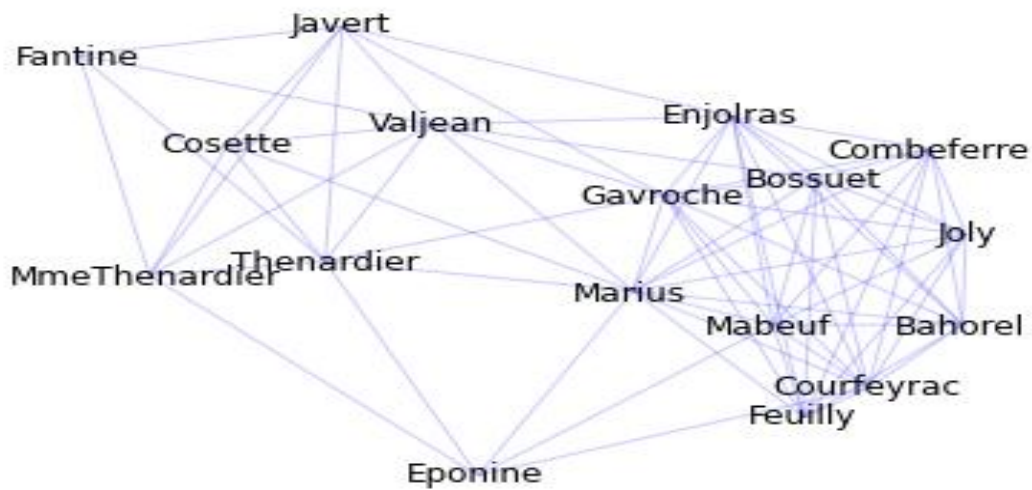 Javert
Fantine
Enjolras
Valjean
Cosette
Combeferre
Bossuet
Gavroche
Joly
Thenardier
MmeThenardier
Marius
Mabeuf
Bahorel
Courfeyrac
Feuilly
Eponine